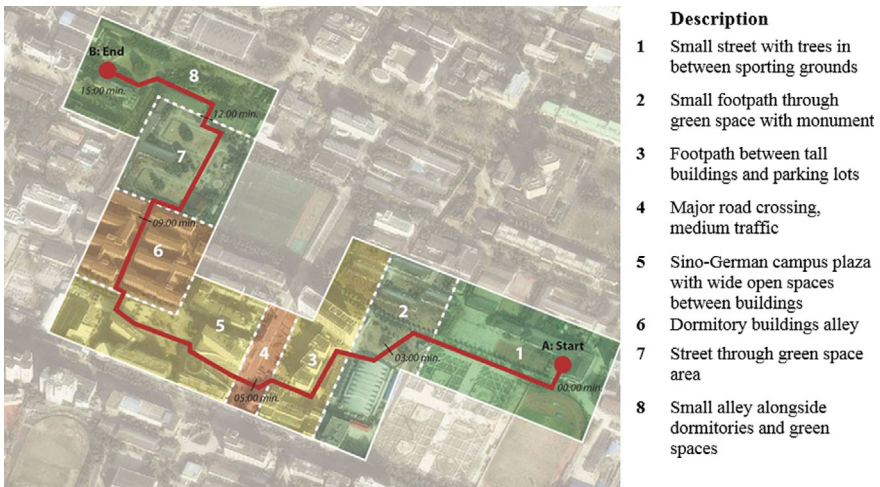 B: End
8
15:00 min.
12:00 min.
7
09:00 min.
6
2
5
1
A: Start
4
3
03:00 min.
00:00 min.
05:00 min.
Description
1 Small street with trees in
between sporting grounds
2 Small footpath through
green space with monument
3 Footpath between tall
buildings and parking lots
4 Major road crossing,
medium traffic
5 Sino-German campus plaza
with wide open spaces
between buildings
6 Dormitory buildings alley
7 Street through green space
area
8 Small alley alongside
dormitories and green
spaces